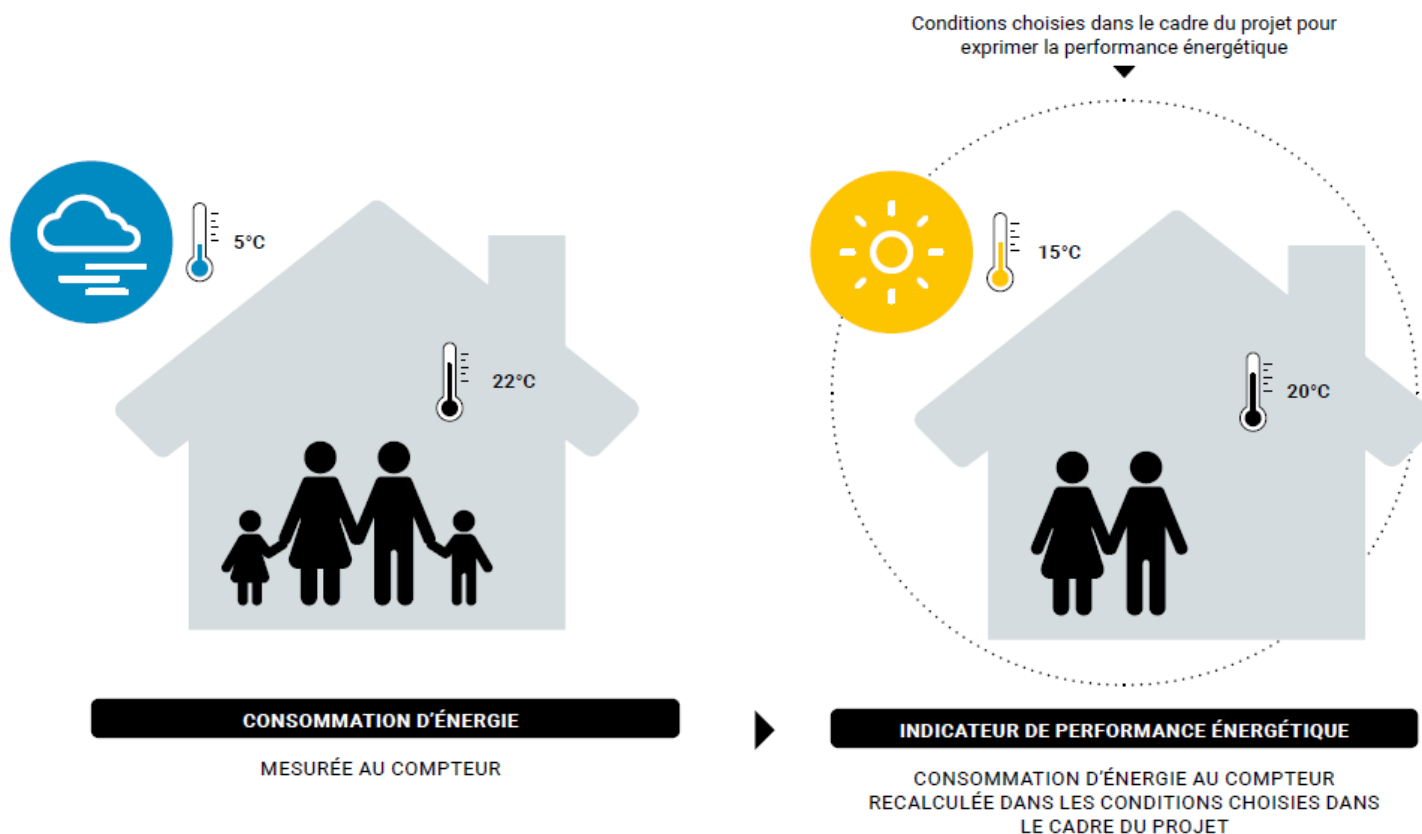 Conditions choisies dans le cadre du projet pour
exprimer la performance énergétique
5°C
22°C
15°C
20°C
CONSOMMATION D'ÉNERGIE
MESURÉE AU COMPTEUR
INDICATEUR DE PERFORMANCE ÉNERGÉTIQUE
CONSOMMATION D'ÉNERGIE AU COMPTEUR
RECALCULÉE DANS LES CONDITIONS CHOISIES DANS
LE CADRE DU PROJET